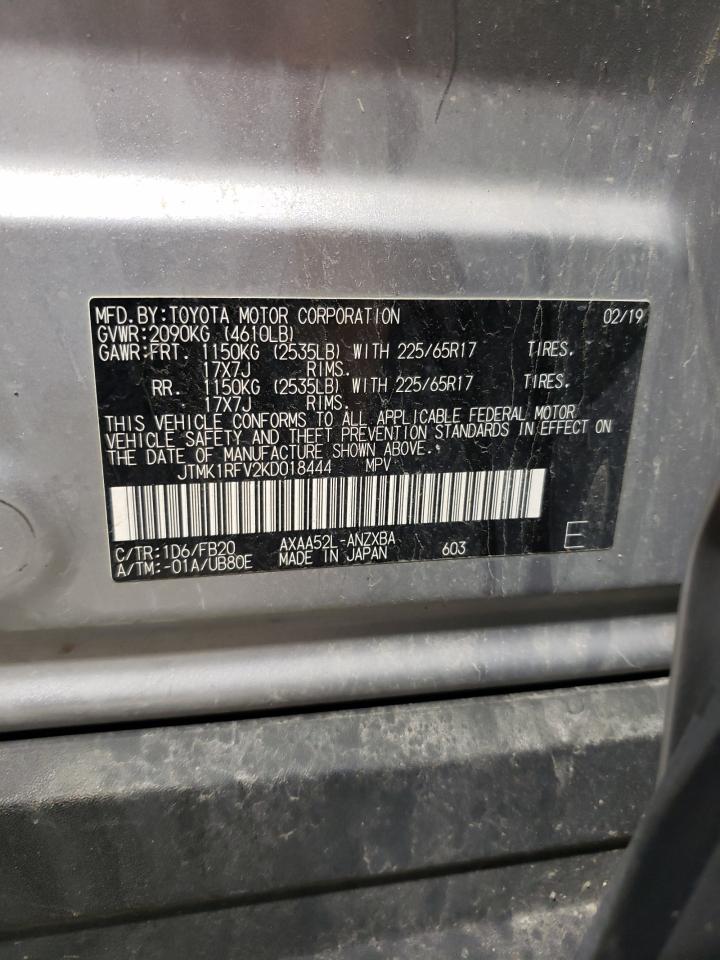 MFD.BY:TOYOTA MOTOR CORPORATION 02/19
GVWR:2090KG (4610LB)
GAWR:FRT. 1150KG (2535LB) WITH 225/65R17 TIRES.
17X7J RIMS.
RR. 1150KG (2535LB) WITH 225/65R17 TIRES.
17X7J RIMS.
THIS VEHICLE CONFORMS TO ALL APPLICABLE FEDERAL MOTOR
VEHICLE SAFETY AND THEFT PREVENTION STANDARDS IN EFFECT ON
THE DATE OF MANUFACTURE SHOWN ABOVE.
JTMK1RFV2KD018444 MPV
C/TR:1D6/FB20 AXAA52L-ANZXBA 603 E
A/TM:-01A/UB80E MADE IN JAPAN